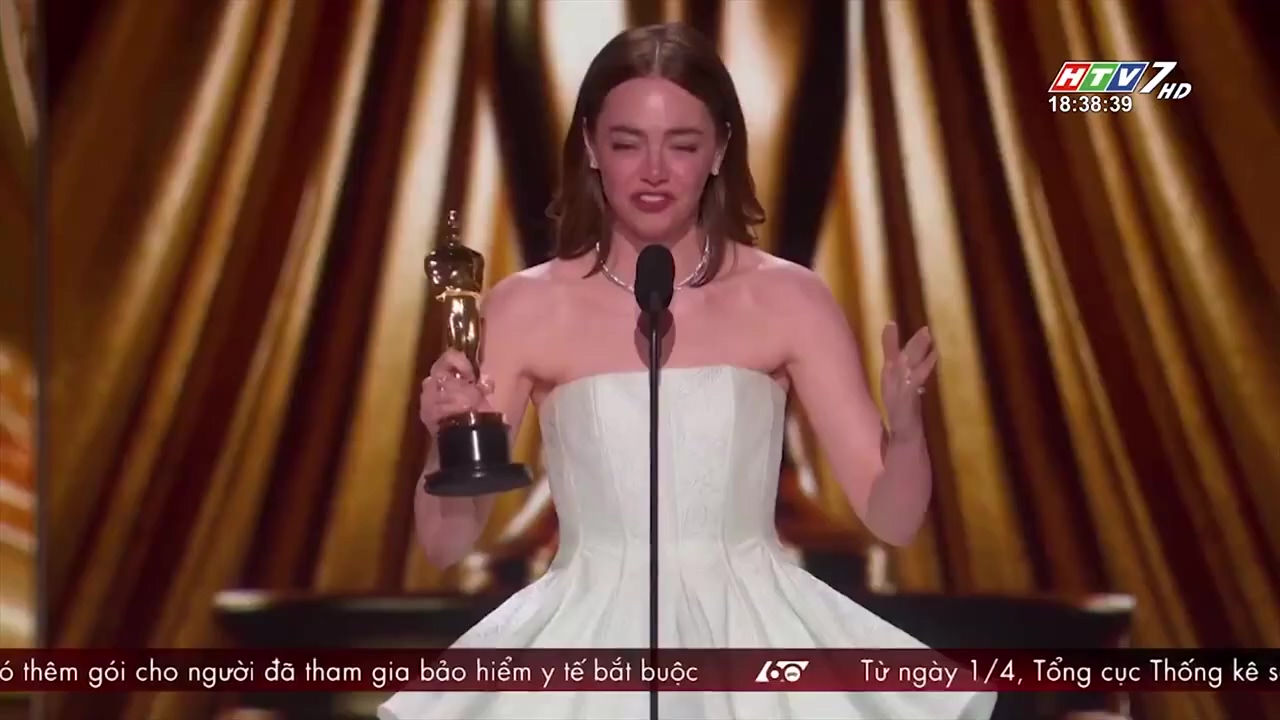 HTV7 HD
18:38:39
ó thêm gói cho người đã tham gia bảo hiểm y tế bắt buộc 60 Từ ngày 1/4, Tổng cục Thống kê s